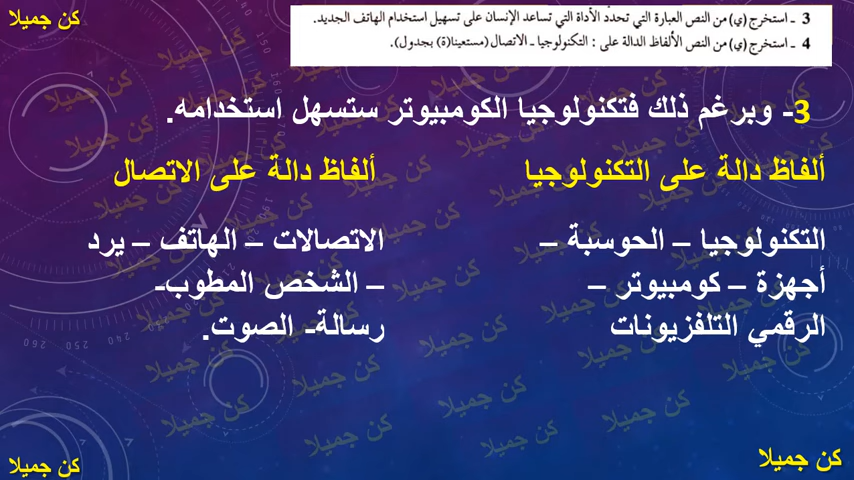 كن جميلا
3 ـ استخرج(ي) من النص العبارة التي تحدّد الأداة التي تساعد الإنسان على تسهيل استخدام الهاتف الجديد.
4 ـ استخرج(ي) من النص الألفاظ الدالة على : التكنولوجيا ـ الاتصال (مستعينا(ة) بجدول).
3- وبرغم ذلك فتكنولوجيا الكومبيوتر ستسهل استخدامه.
ألفاظ دالة على التكنولوجيا
ألفاظ دالة على الاتصال
التكنولوجيا – الحوسبة –
أجهزة – كومبيوتر –
الرقمي التلفزيونات
الاتصالات – الهاتف – يرد
– الشخص المطوب-
رسالة- الصوت.
كن جميلا
كن جميلا